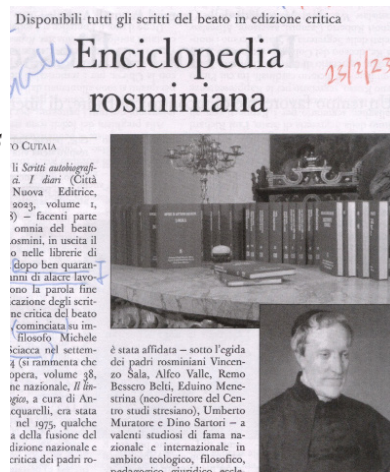 Disponibili tutti gli scritti del beato in edizione critica
Enciclopedia
rosminiana
25/2/23
O CUTAIA
li Scritti autobiografi-
ci. I diari (Città
Nuova Editrice,
2023, volume 1,
8) – facenti parte
omnia del beato
osmini, in uscita il
o nelle librerie di
dopo ben quaran-
nni di alacre lavo-
ono la parola fine
cazione degli scrit-
ne critica del beato
(cominciata su im-
filosofo Michele
Sciacca nel settem-
4 (si rammenta che
opera, volume 38,
ne nazionale, Il lin-
ogico, a cura di An-
cquarelli, era stata
nel 1975, qualche
a della fusione del
dizione nazionale e
critica dei padri ro-
è stata affidata – sotto l'egida
dei padri rosminiani Vincen-
zo Sala, Alfeo Valle, Remo
Bessero Belti, Eduino Mene-
strina (neo-direttore del Cen-
tro studi stresiano), Umberto
Muratore e Dino Sartori – a
valenti studiosi di fama na-
zionale e internazionale in
ambito teologico, filosofico,
pedagogico, giuridico, eccle-